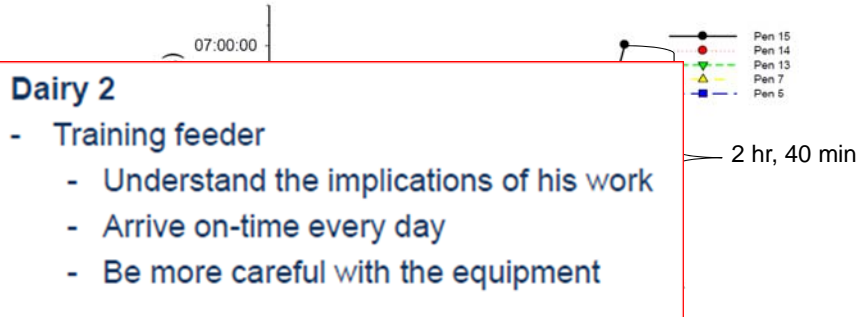 07:00:00
Pen 15
Pen 14
Pen 13
Pen 7
Pen 5
Dairy 2
- Training feeder
- Understand the implications of his work
- Arrive on-time every day
- Be more careful with the equipment
2 hr, 40 min